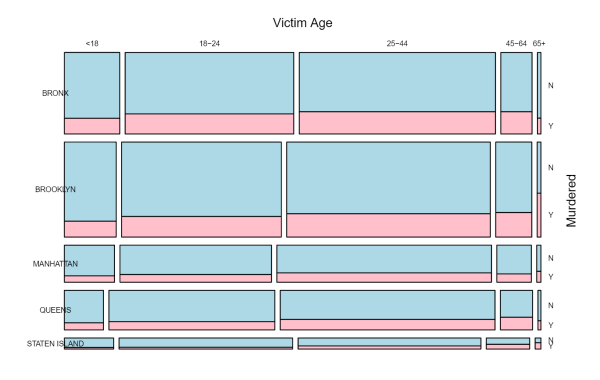 Victim Age
<18 18−24 25−44 45−64 65+
BRONX N
Y
BROOKLYN N
Y
MANHATTAN N
Y
QUEENS N
Y
STATEN ISLAND N
Y
Murdered